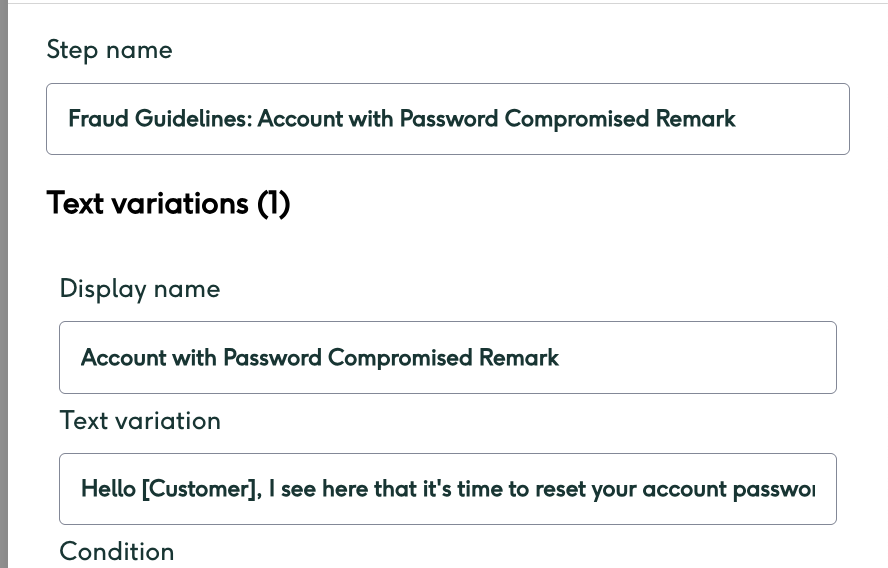 Step name
Fraud Guidelines: Account with Password Compromised Remark
Text variations (1)
Display name
Account with Password Compromised Remark
Text variation
Hello [Customer], I see here that it's time to reset your account
Condition